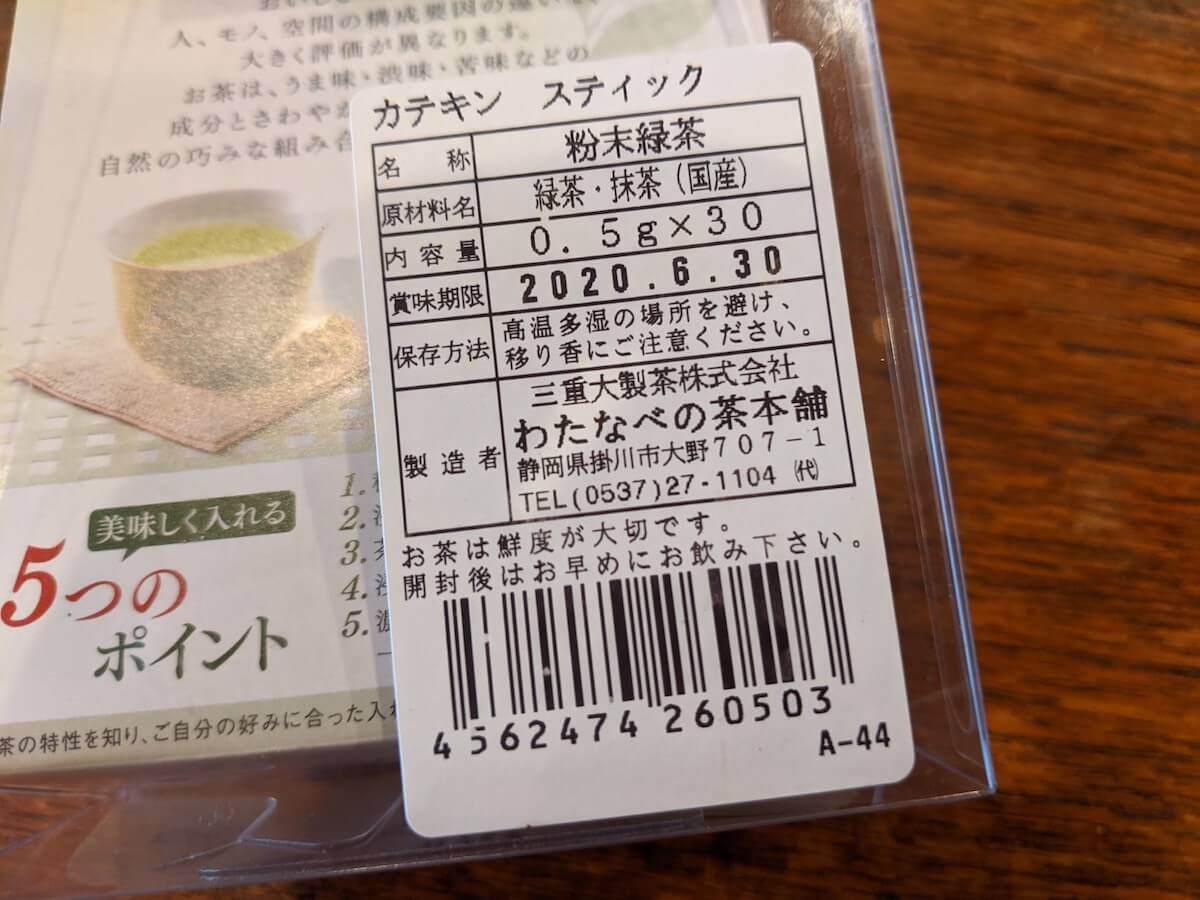 人、モノ、空間の構成要因の違い
大きく評価が異なります。
お茶は、うま味・渋味・苦味などの
成分とさわやか
自然の巧みな組み合
美味しく入れる
5つの
ポイント
1.
2.
3.
4.
5.
茶の特性を知り、ご自分の好みに合った入
カテキン スティック
名称 粉末緑茶
原材料名 緑茶・抹茶(国産)
内容量 0.5g×30
賞味期限 2020.6.30
保存方法 高温多湿の場所を避け、
移り香にご注意ください。
製造者 三重大製茶株式会社
わたなべの茶本舗
静岡県掛川市大野707-1
TEL(0537)27-1104 ㈹
お茶は鮮度が大切です。
開封後はお早めにお飲み下さい。
4562474260503
A-44